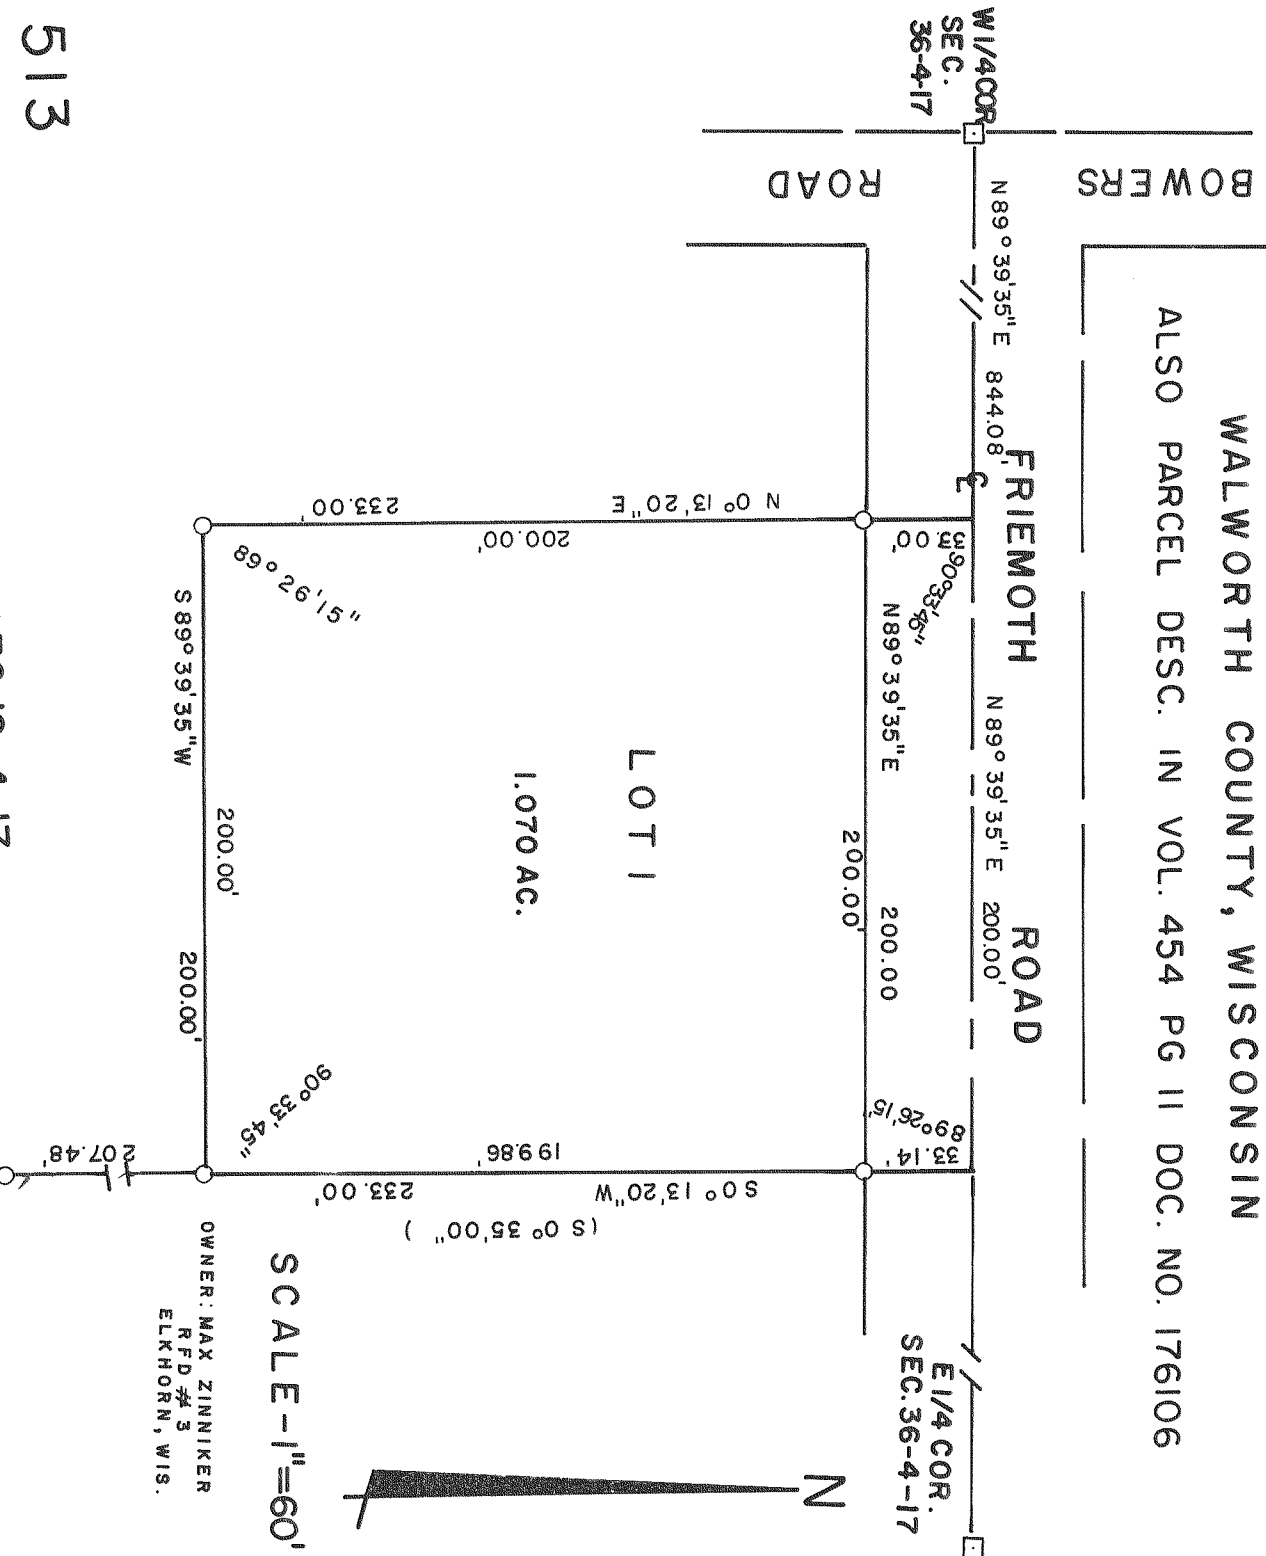 WALWORTH COUNTY, WISCONSIN
ALSO PARCEL DESC. IN VOL. 454 PG 11 DOC. NO. 176106
BOWERS ROAD
W1/4COR
SEC.
36-4-17
N89°39'35"E 844.08'
FRIEMOTH ROAD
N89°39'35"E 200.00'
E1/4 COR.
SEC.36-4-17
33.00'
90°33'45"
N89°39'35"E 200.00
200.00'
89°26'15"
33.14'
N 0° 13'20"E 233.00'
200.00'
LOT 1
1.070 AC.
199.86'
S0° 13'20"W 233.00'
(S 0° 35'00" )
89°26'15"
90°33'45"
200.00'
S89°39'35"W 200.00'
207.48'
N
SCALE-1"=60'
OWNER: MAX ZINNIKER
RFD # 3
ELKHORN, WIS.
513